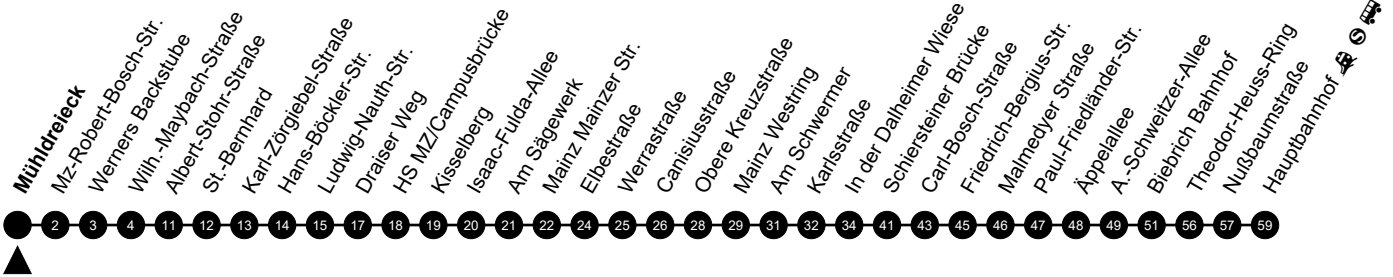 Mühldreieck
Mz-Robert-Bosch-Str.
Werners Backstube
Wilh.-Maybach-Straße
Albert-Stohr-Straße
St.-Bernhard
Karl-Zörgiebel-Straße
Hans-Böckler-Str.
Ludwig-Nauth-Str.
Draiser Weg
HS MZ/Campusbrücke
Kisselberg
Isaac-Fulda-Allee
Am Sägewerk
Mainz Mainzer Str.
Elbestraße
Werrastraße
Canisiusstraße
Obere Kreuzstraße
Mainz Westring
Am Schwermer
Karlsstraße
In der Dalheimer Wiese
Schiersteiner Brücke
Carl-Bosch-Straße
Friedrich-Bergius-Str.
Malmedyer Straße
Paul-Friedländer-Str.
Äppelallee
A.-Schweitzer-Allee
Biebrich Bahnhof
Theodor-Heuss-Ring
Nußbaumstraße
Hauptbahnhof S
2 3 4 11 12 13 14 15 17 18 19 20 21 22 24 25 26 28 29 31 32 34 41 43 45 46 47 48 49 51 56 57 59